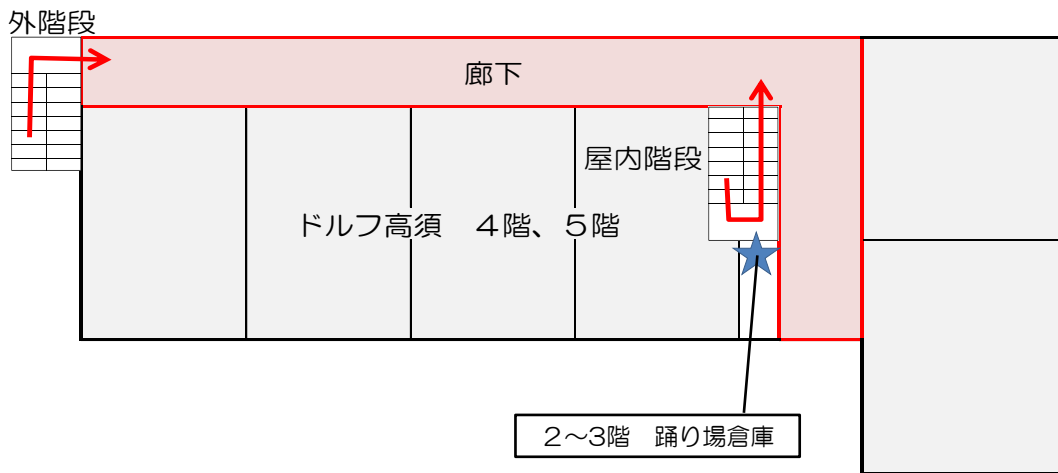 外階段
廊下
屋内階段
ドルフ高須　４階、５階
２～３階　踊り場倉庫